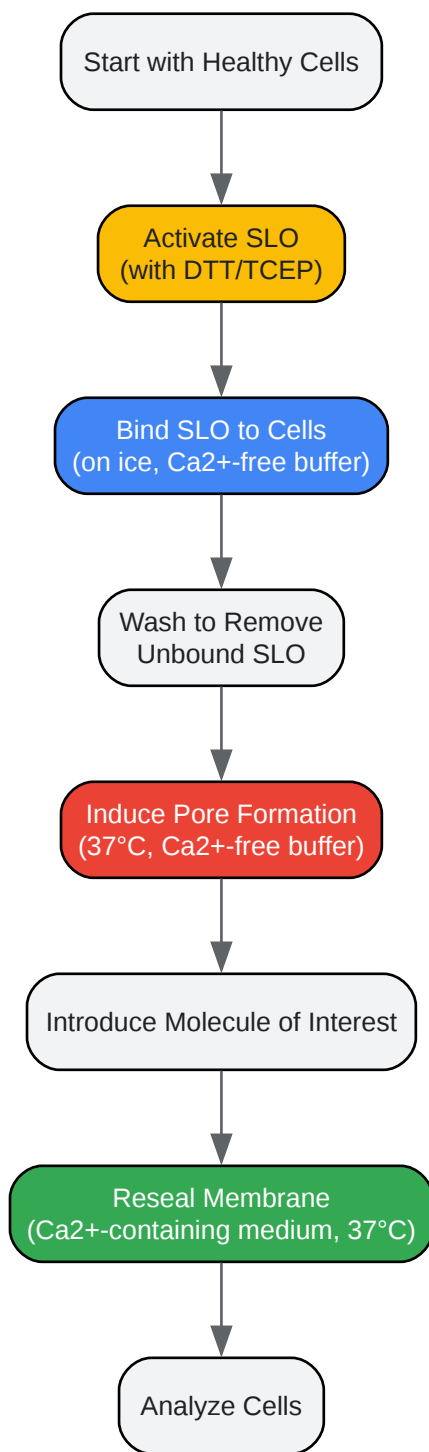 Start with Healthy Cells
Activate SLO
(with DTT/TCEP)
Bind SLO to Cells
(on ice, Ca2+-free buffer)
Wash to Remove
Unbound SLO
Induce Pore Formation
(37°C, Ca2+-free buffer)
Introduce Molecule of Interest
Reseal Membrane
(Ca2+-containing medium, 37°C)
Analyze Cells